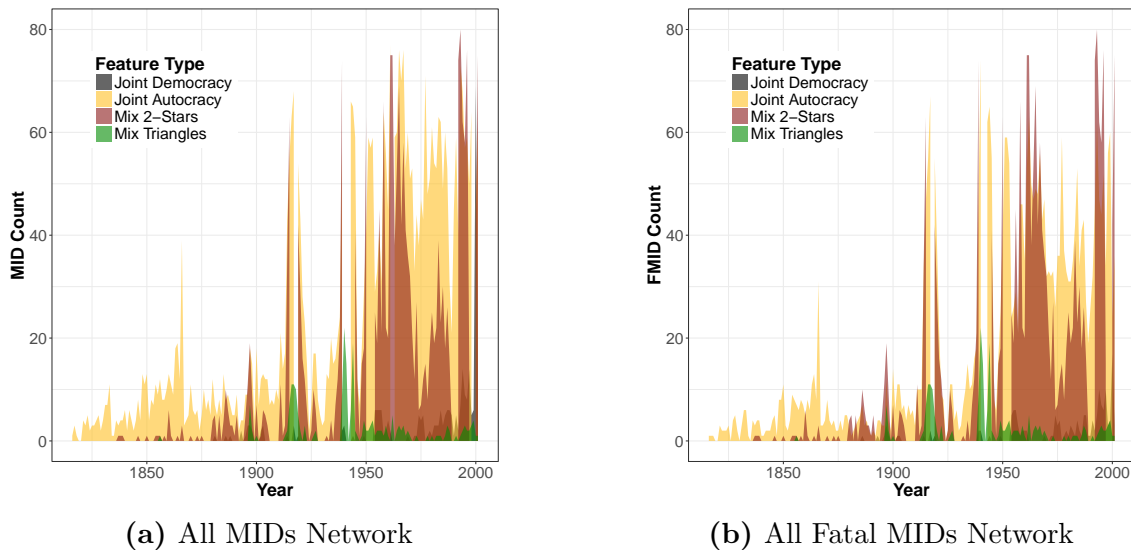 80
60
40
20
0
MID Count
Feature Type
Joint Democracy
Joint Autocracy
Mix 2−Stars
Mix Triangles
1850
1900
1950
2000
Year
(a) All MIDs Network
80
60
40
20
0
FMID Count
Feature Type
Joint Democracy
Joint Autocracy
Mix 2−Stars
Mix Triangles
1850
1900
1950
2000
Year
(b) All Fatal MIDs Network